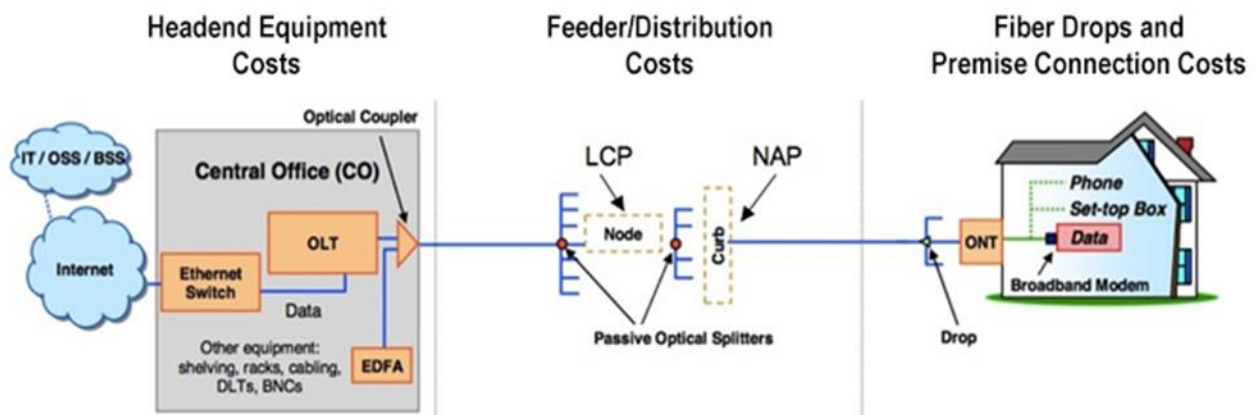 Headend Equipment
Costs
Feeder/Distribution
Costs
Fiber Drops and
Premise Connection Costs
Optical Coupler
IT / OSS / BSS
Central Office (CO)
LCP
NAP
Phone
Set-top Box
Data
OLT
Node
Curb
ONT
Internet
Ethernet
Switch
Data
Broadband Modem
Passive Optical Splitters
Drop
Other equipment:
shelving, racks, cabling,
DLTs, BNCs
EDFA